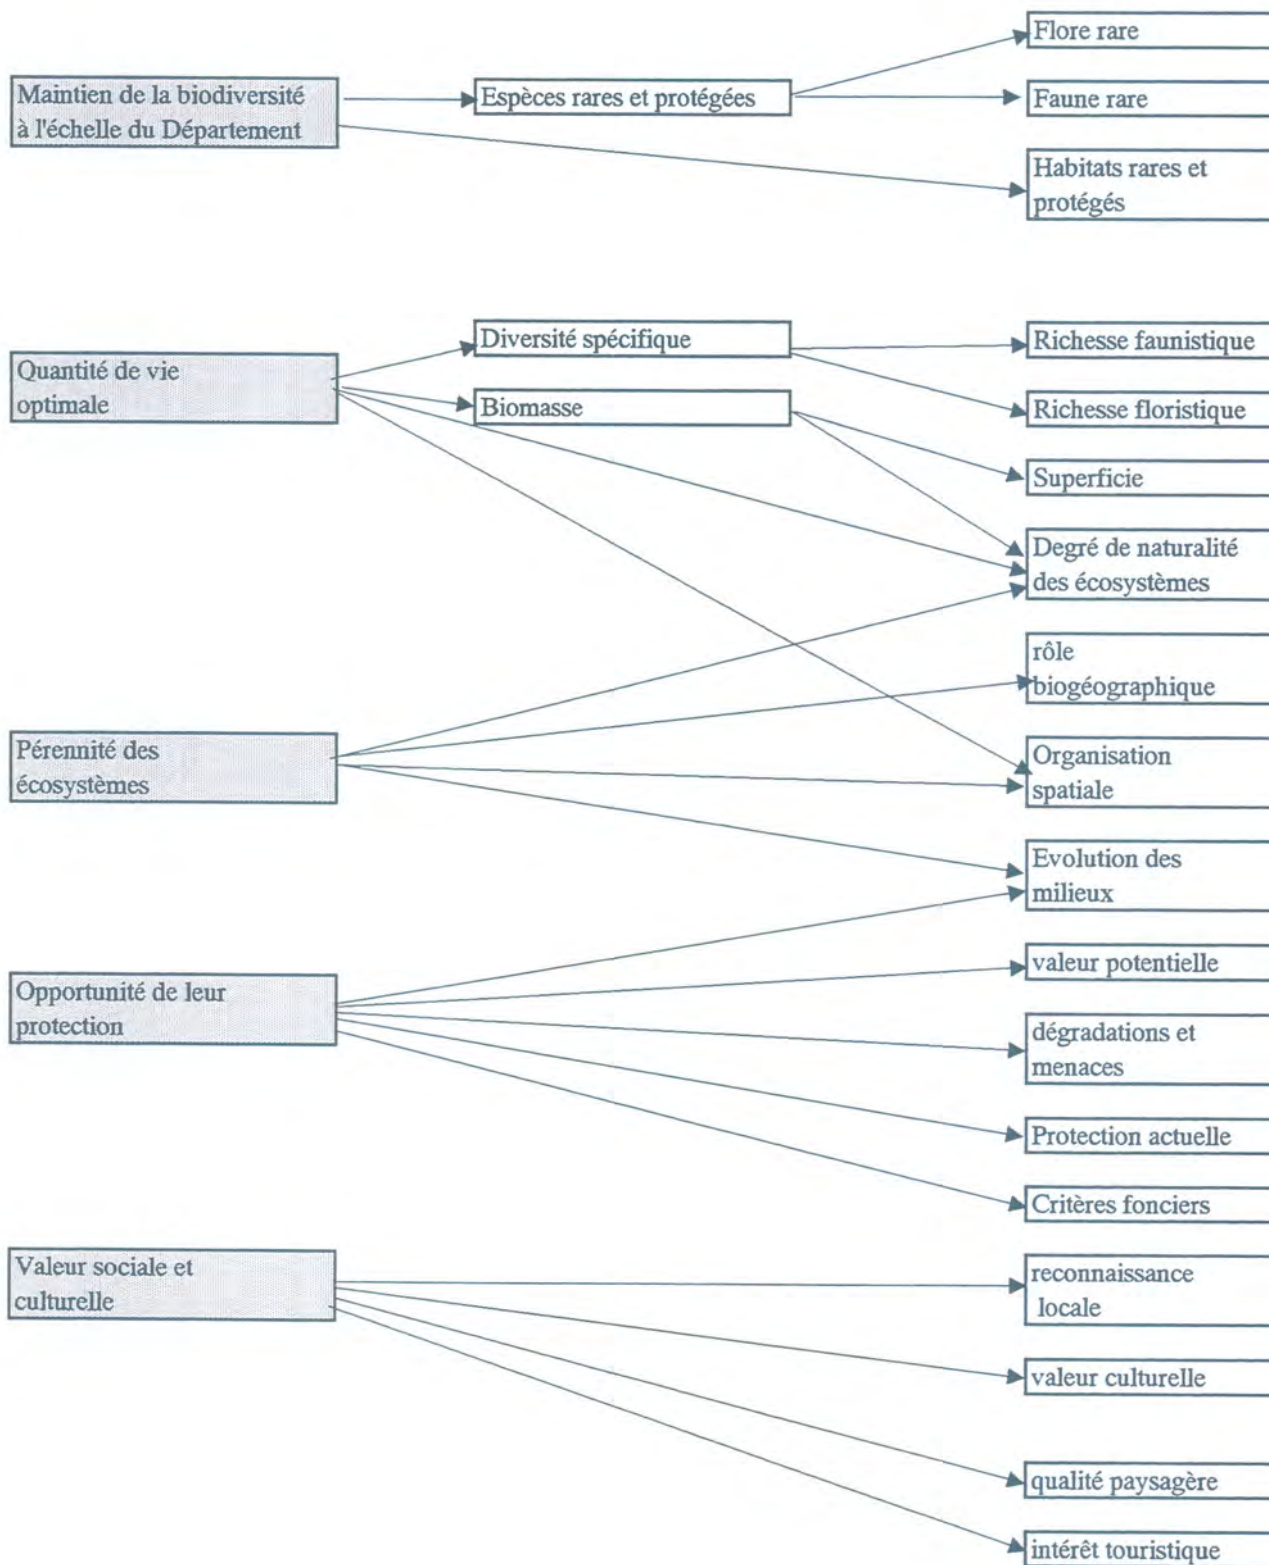 Flore rare
Maintien de la biodiversité
à l'échelle du Département
Espèces rares et protégées
Faune rare
Habitats rares et
protégés
Quantité de vie
optimale
Diversité spécifique
Biomasse
Richesse faunistique
Richesse floristique
Superficie
Degré de naturalité
des écosystèmes
rôle
biogéographique
Pérennité des
écosystèmes
Organisation
spatiale
Evolution des
milieux
Opportunité de leur
protection
valeur potentielle
dégradations et
menaces
Protection actuelle
Critères fonciers
Valeur sociale et
culturelle
reconnaissance
locale
valeur culturelle
qualité paysagère
intérêt touristique